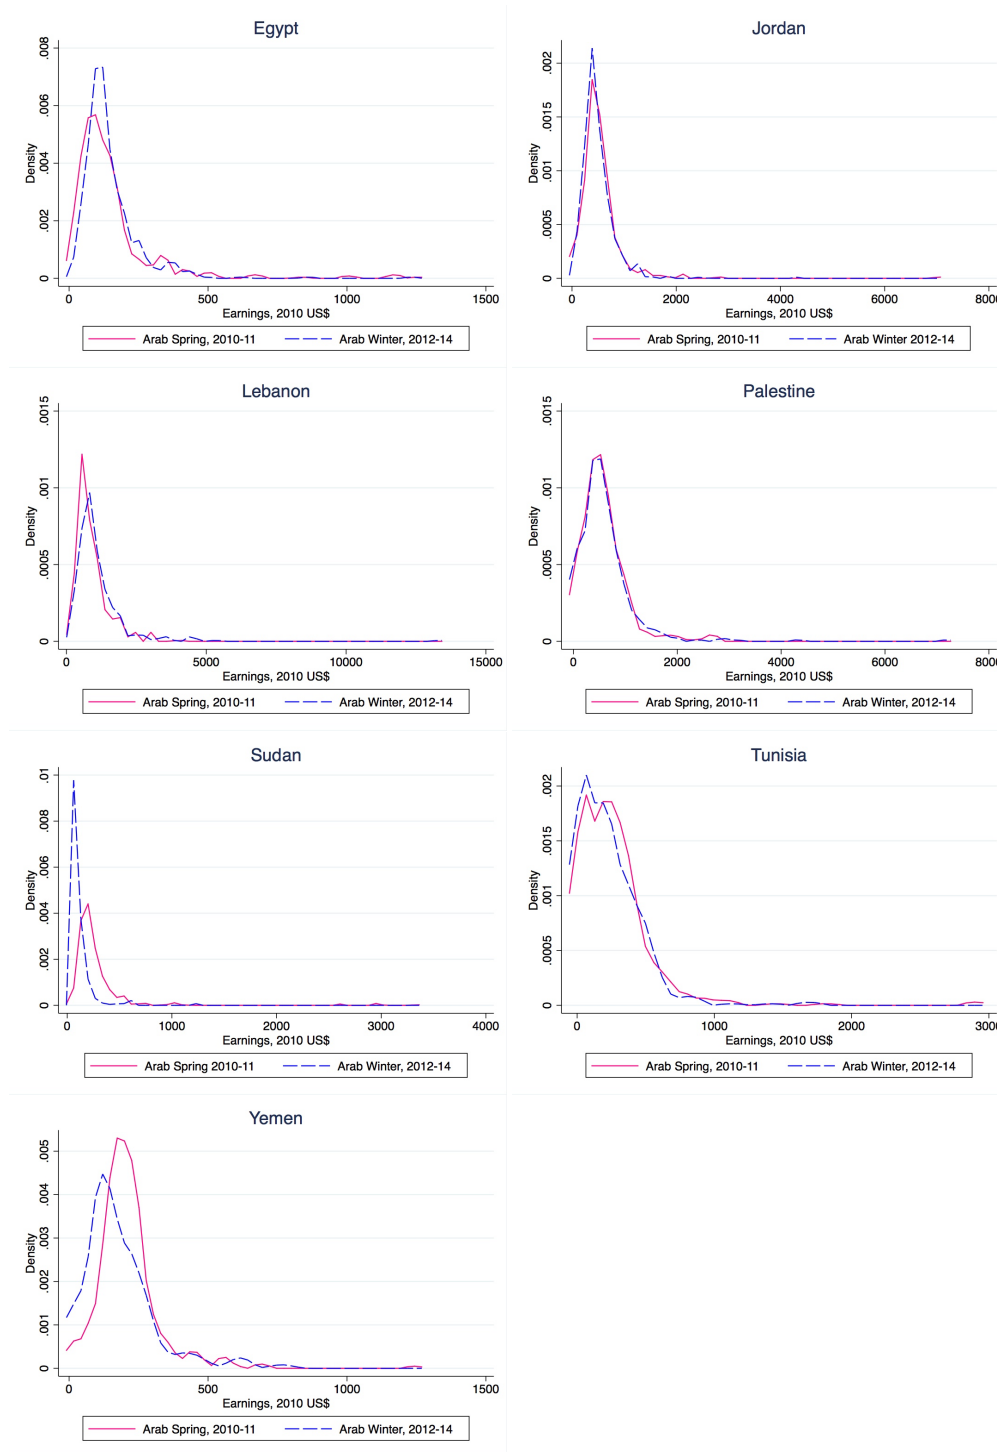 Egypt
Density
0
.002
.004
.006
.008
0
500
1000
1500
Earnings, 2010 US$
Arab Spring, 2010-11
Arab Winter, 2012-14
Jordan
Density
0
.0005
.001
.0015
.002
0
2000
4000
6000
8000
Earnings, 2010 US$
Arab Spring, 2010-11
Arab Winter 2012-14
Lebanon
Density
0
.0005
.001
.0015
0
5000
10000
15000
Earnings, 2010 US$
Arab Spring, 2010-11
Arab Winter, 2012-14
Palestine
Density
0
.0005
.001
.0015
0
2000
4000
6000
8000
Earnings, 2010 US$
Arab Spring, 2010-11
Arab Winter, 2012-14
Sudan
Density
0
.002
.004
.006
.008
.01
0
1000
2000
3000
4000
Earnings, 2010 US$
Arab Spring 2010-11
Arab Winter, 2012-14
Tunisia
Density
0
.0005
.001
.0015
.002
0
1000
2000
3000
Earnings, 2010 US$
Arab Spring, 2010-11
Arab Winter, 2012-14
Yemen
Density
0
.001
.002
.003
.004
.005
0
500
1000
1500
Earnings, 2010 US$
Arab Spring, 2010-11
Arab Winter, 2012-14